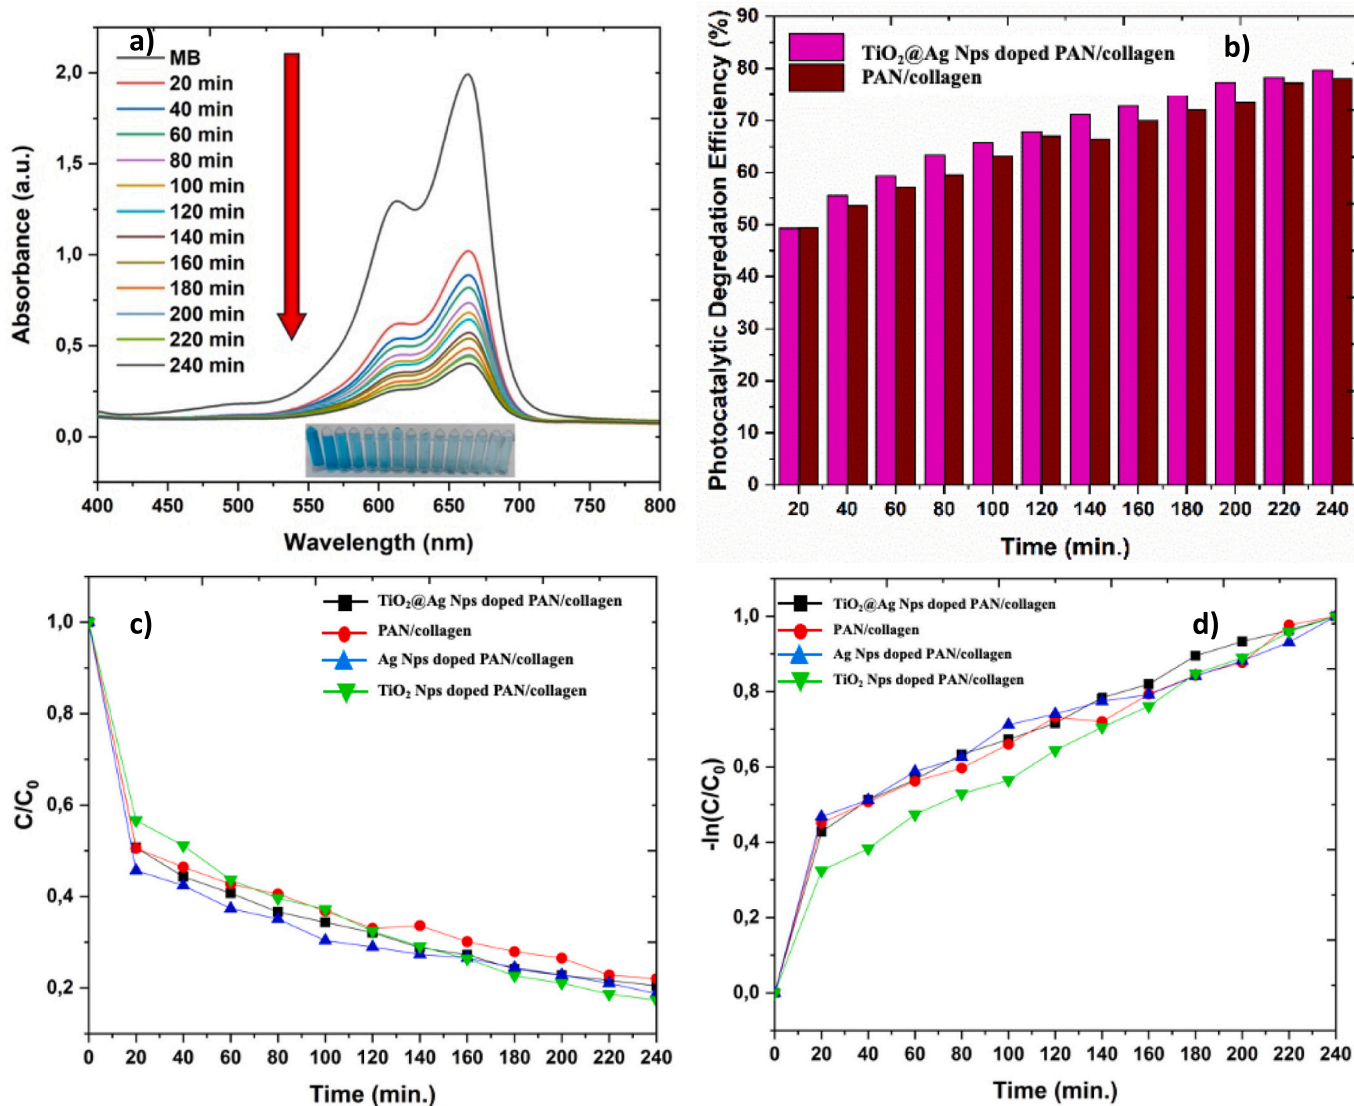 a)
MB
20 min
40 min
60 min
80 min
100 min
120 min
140 min
160 min
180 min
200 min
220 min
240 min
Absorbance (a.u.)
2,0
1,5
1,0
0,5
0,0
400 450 500 550 600 650 700 750 800
Wavelength (nm)
b)
TiO₂@Ag Nps doped PAN/collagen
PAN/collagen
Photocatalytic Degredation Efficiency (%)
90
80
70
60
50
40
30
20
10
0
20 40 60 80 100 120 140 160 180 200 220 240
Time (min.)
c)
TiO₂@Ag Nps doped PAN/collagen
PAN/collagen
Ag Nps doped PAN/collagen
TiO₂ Nps doped PAN/collagen
C/C₀
1,0
0,8
0,6
0,4
0,2
0 20 40 60 80 100 120 140 160 180 200 220 240
Time (min.)
d)
TiO₂@Ag Nps doped PAN/collagen
PAN/collagen
Ag Nps doped PAN/collagen
TiO₂ Nps doped PAN/collagen
-ln(C/C₀)
1,0
0,8
0,6
0,4
0,2
0,0
0 20 40 60 80 100 120 140 160 180 200 220 240
Time (min.)